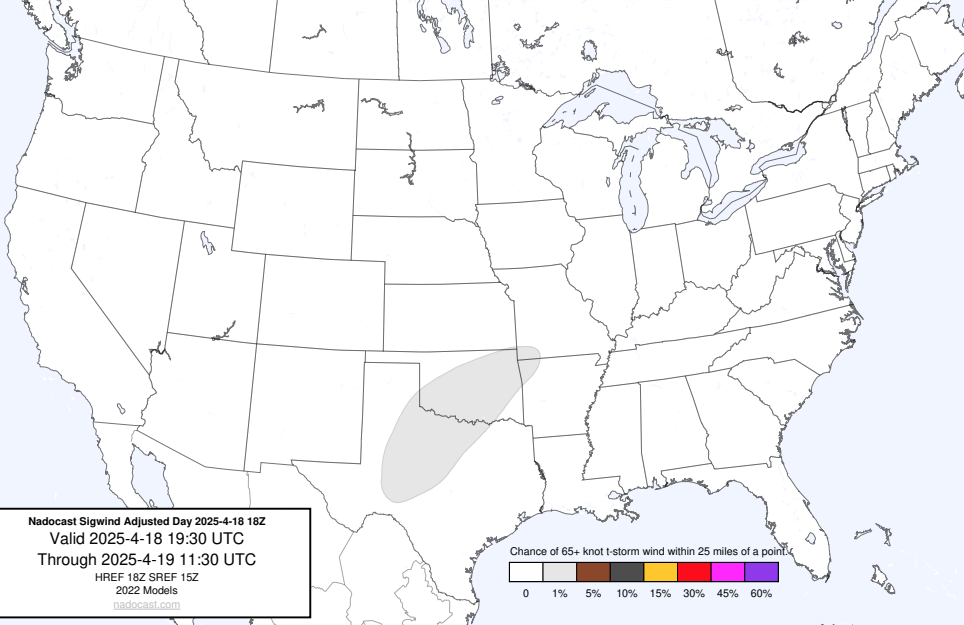 Nadocast Sigwind Adjusted Day 2025-4-18 18Z
Valid 2025-4-18 19:30 UTC
Through 2025-4-19 11:30 UTC
HREF 18Z SREF 15Z
2022 Models
nadocast.com
Chance of 65+ knot t-storm wind within 25 miles of a point.
0 1% 5% 10% 15% 30% 45% 60%